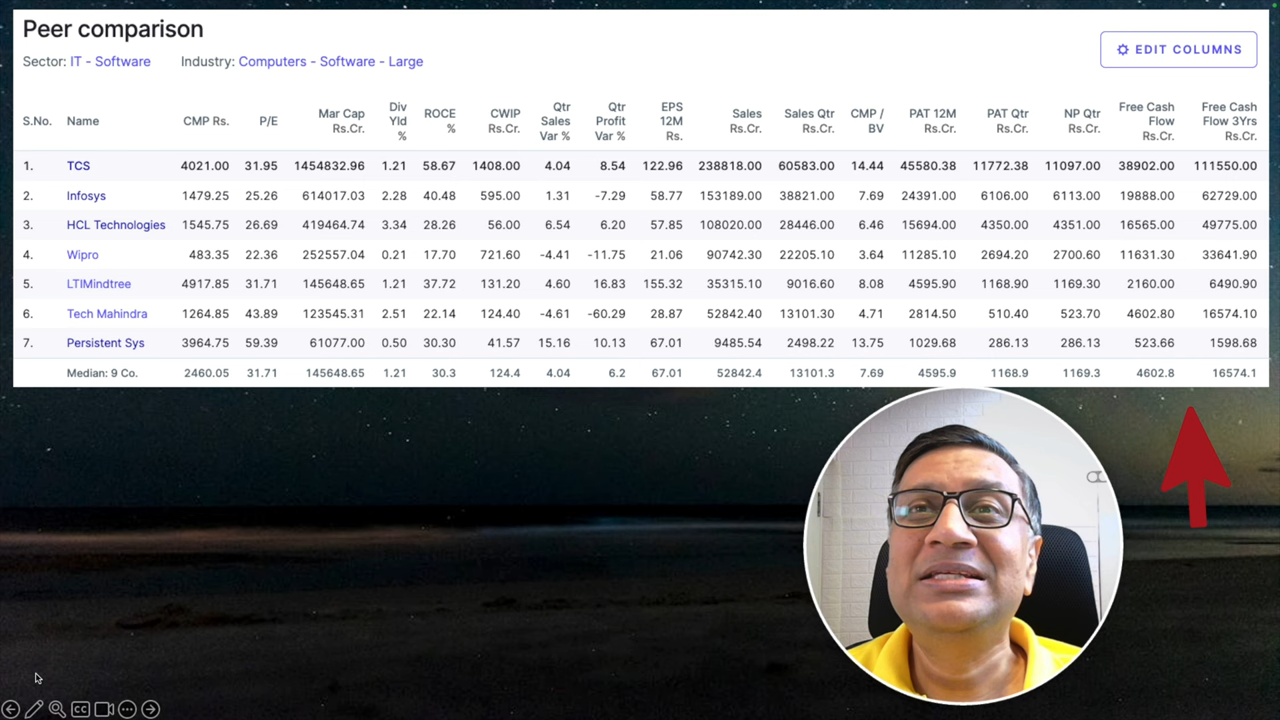 Peer comparison
Sector: IT - Software Industry: Computers - Software - Large
EDIT COLUMNS
S.No. Name CMP Rs. P/E Mar Cap Rs.Cr. Div Yld % ROCE % CWIP Rs.Cr. Qtr Sales Var % Qtr Profit Var % EPS 12M Rs. Sales Rs.Cr. Sales Qtr Rs.Cr. CMP / BV PAT 12M Rs.Cr. PAT Qtr Rs.Cr. NP Qtr Rs.Cr. Free Cash Flow Rs.Cr. Free Cash Flow 3Yrs Rs.Cr.
1. TCS 4021.00 31.95 1454832.96 1.21 58.67 1408.00 4.04 8.54 122.96 238818.00 60583.00 14.44 45580.38 11772.38 11097.00 38902.00 111550.00
2. Infosys 1479.25 25.26 614017.03 2.28 40.48 595.00 1.31 -7.29 58.77 153189.00 38821.00 7.69 24391.00 6106.00 6113.00 19888.00 62729.00
3. HCL Technologies 1545.75 26.69 419464.74 3.34 28.26 56.00 6.54 6.20 57.85 108020.00 28446.00 6.46 15694.00 4350.00 4351.00 16565.00 49775.00
4. Wipro 483.35 22.36 252557.04 0.21 17.70 721.60 -4.41 -11.75 21.06 90742.30 22205.10 3.64 11285.10 2694.20 2700.60 11631.30 33641.90
5. LTIMindtree 4917.85 31.71 145648.65 1.21 37.72 131.20 4.60 16.83 155.32 35315.10 9016.60 8.08 4595.90 1168.90 1169.30 2160.00 6490.90
6. Tech Mahindra 1264.85 43.89 123545.31 2.51 22.14 124.40 -4.61 -60.29 28.87 52842.40 13101.30 4.71 2814.50 510.40 523.70 4602.80 16574.10
7. Persistent Sys 3964.75 59.39 61077.00 0.50 30.30 41.57 15.16 10.13 67.01 9485.54 2498.22 13.75 1029.68 286.13 286.13 523.66 1598.68
Median: 9 Co. 2460.05 31.71 145648.65 1.21 30.3 124.4 4.04 6.2 67.01 52842.4 13101.3 7.69 4595.9 1168.9 1169.3 4602.8 16574.1
CC